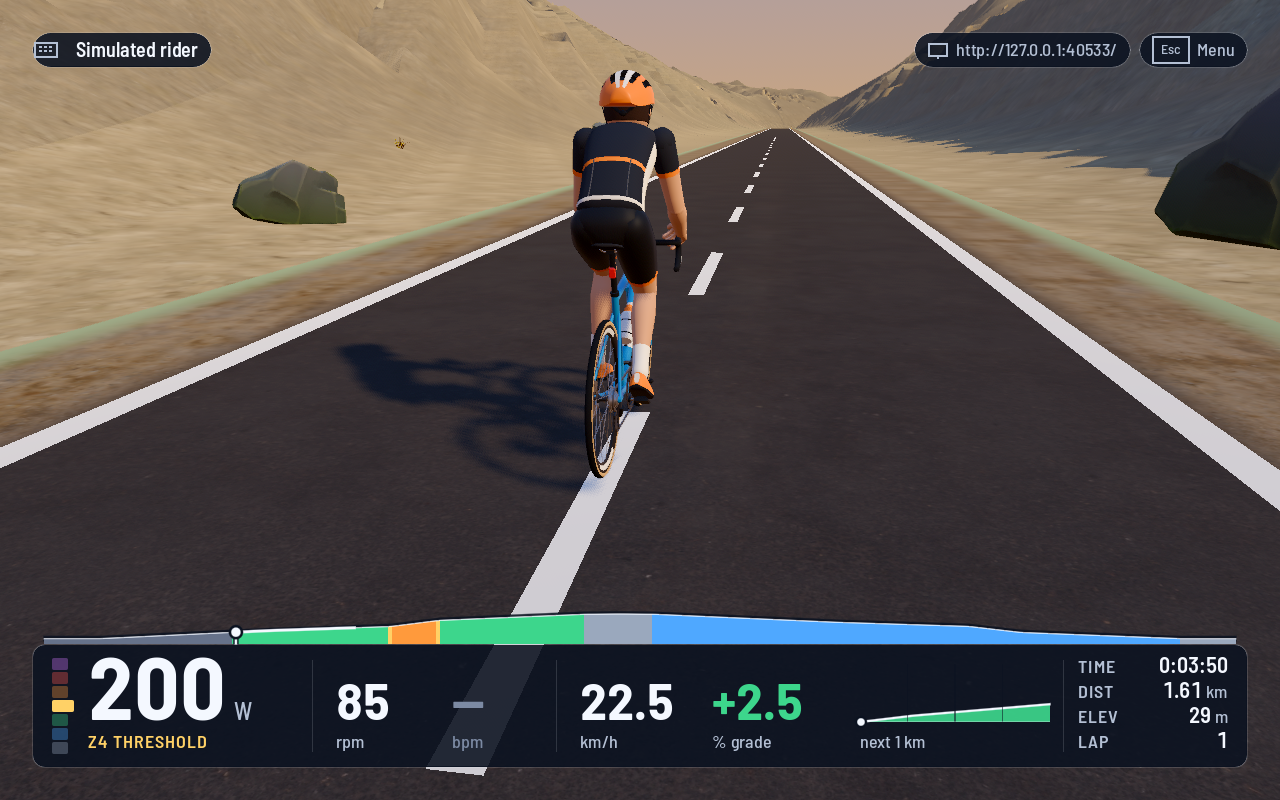 Simulated rider
http://127.0.0.1:40533/
Esc Menu
200 W
Z4 THRESHOLD
85
rpm
—
bpm
22.5
km/h
+2.5
% grade
next 1 km
TIME 0:03:50
DIST 1.61 km
ELEV 29 m
LAP 1